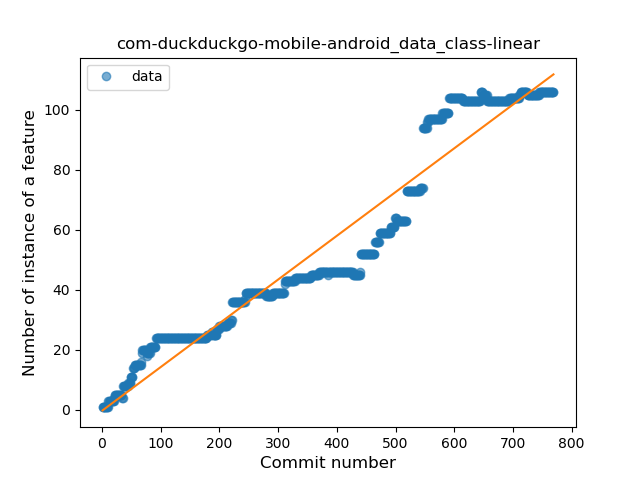 com-duckduckgo-mobile-android_data_class-linear
data
Number of instance of a feature
100
80
60
40
20
0
0 100 200 300 400 500 600 700 800
Commit number